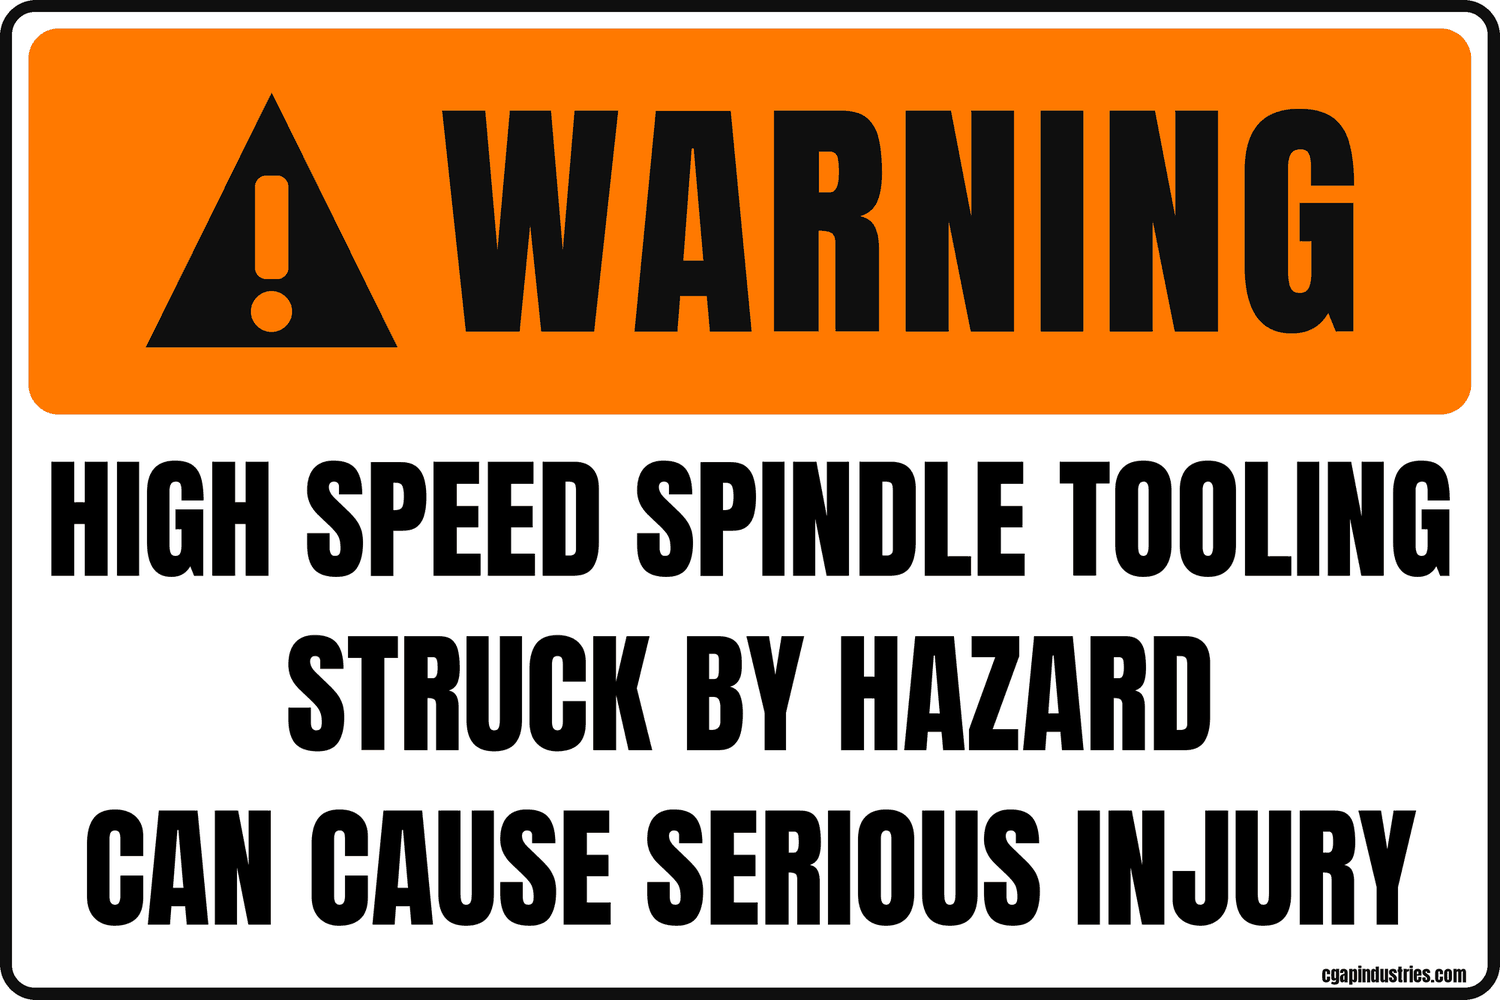 WARNING
HIGH SPEED SPINDLE TOOLING
STRUCK BY HAZARD
CAN CAUSE SERIOUS INJURY
cgapindustries.com